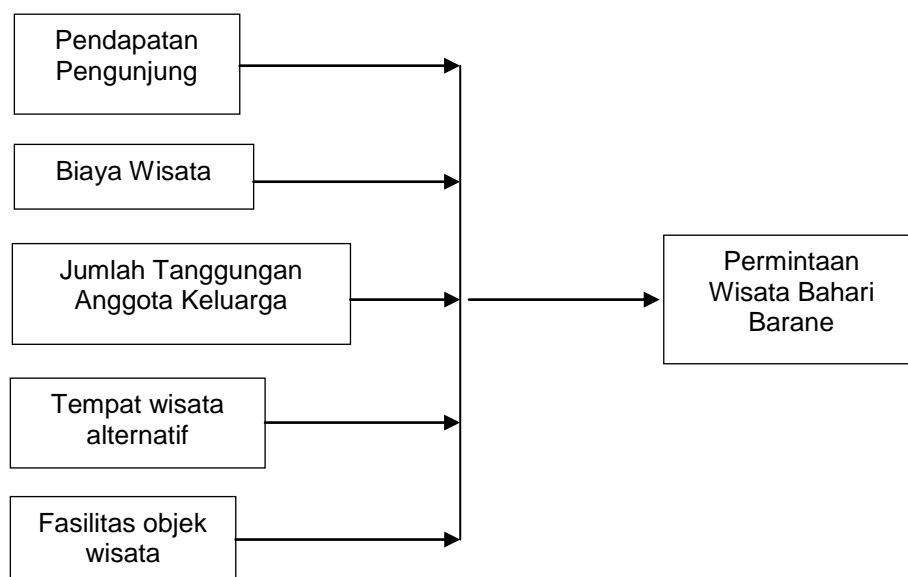 Pendapatan
Pengunjung
Biaya Wisata
Jumlah Tanggungan
Anggota Keluarga
Tempat wisata
alternatif
Fasilitas objek
wisata
Permintaan
Wisata Bahari
Barane